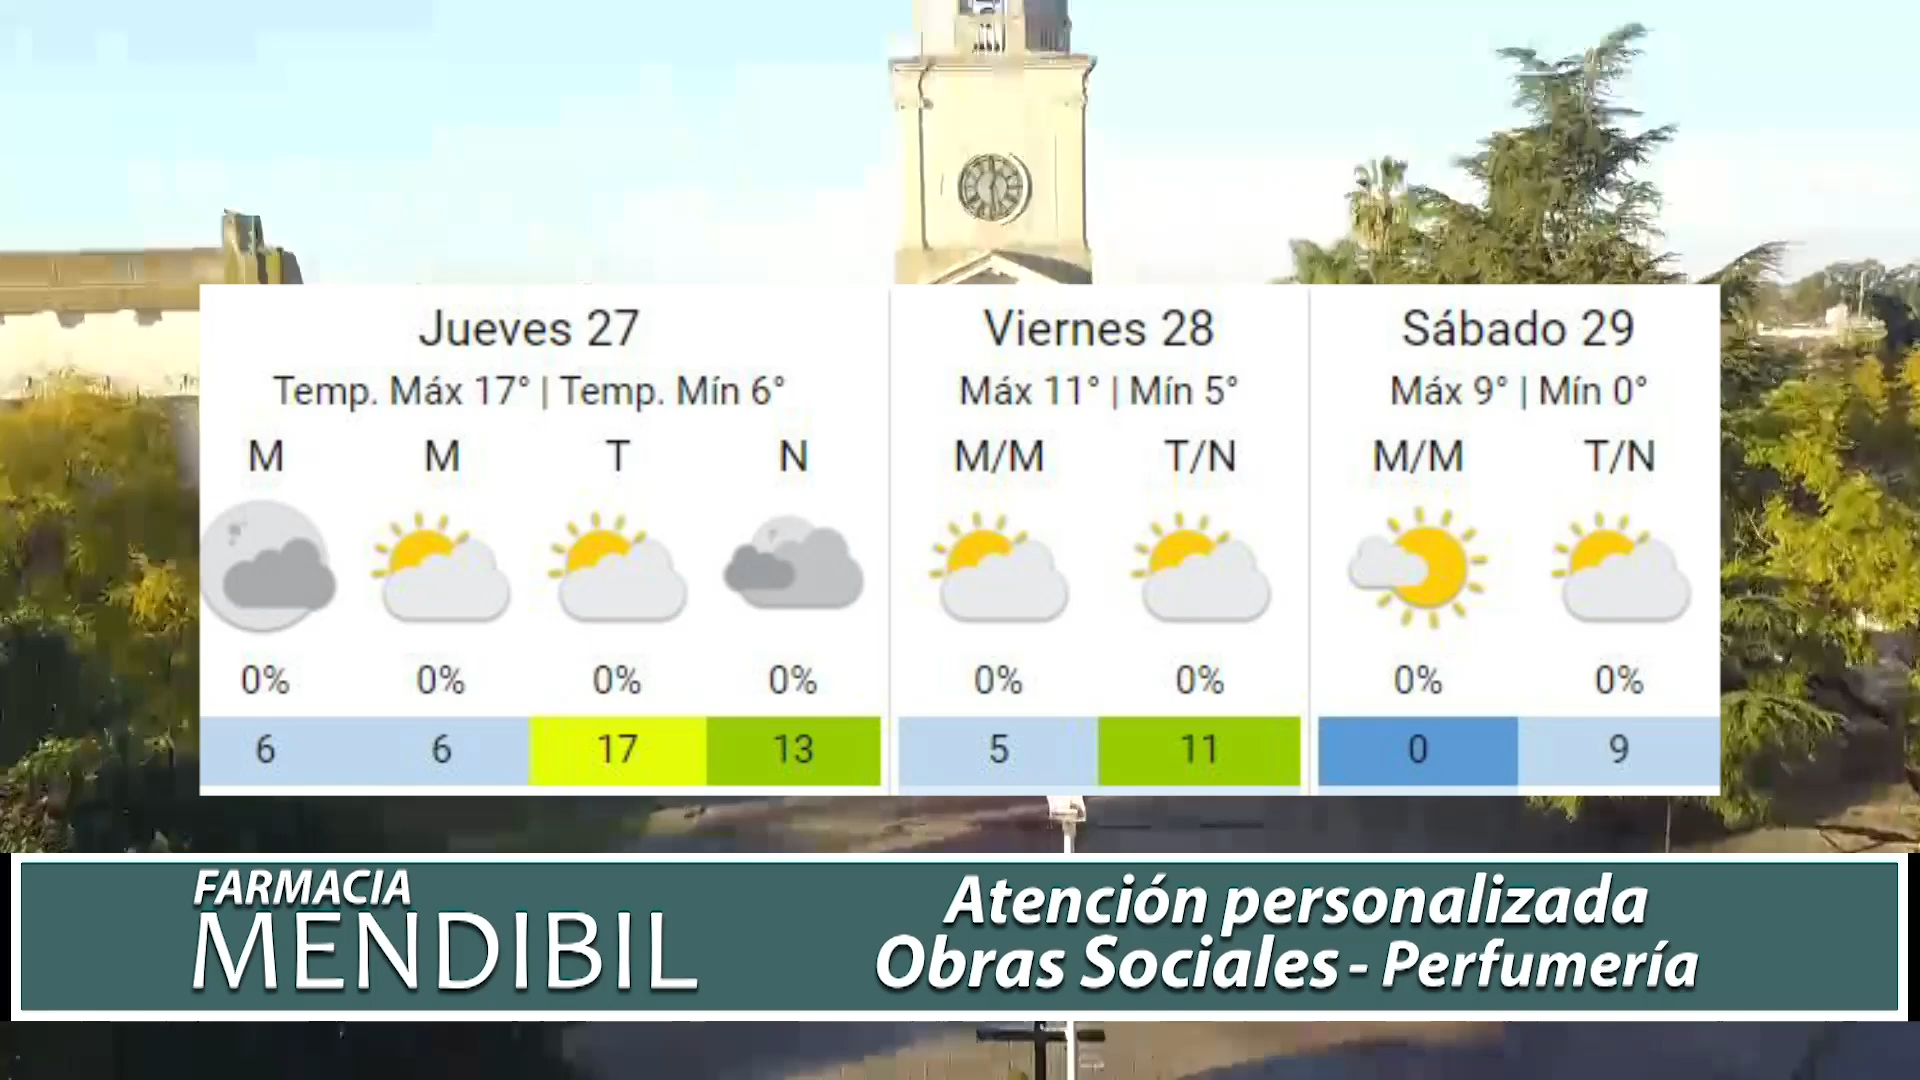 Jueves 27
Temp. Máx 17° | Temp. Mín 6°
M M T N
0% 0% 0% 0%
6 6 17 13
Viernes 28
Máx 11° | Mín 5°
M/M T/N
0% 0%
5 11
Sábado 29
Máx 9° | Mín 0°
M/M T/N
0% 0%
0 9
FARMACIA
MENDIBIL
Atención personalizada
Obras Sociales - Perfumería